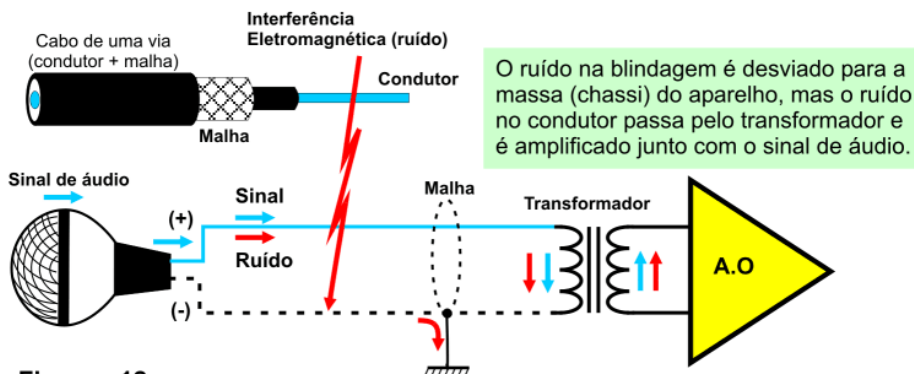 Cabo de uma via
(condutor + malha)
Interferência
Eletromagnética (ruído)
Condutor
Malha
O ruído na blindagem é desviado para a
massa (chassi) do aparelho, mas o ruído
no condutor passa pelo transformador e
é amplificado junto com o sinal de áudio.
Sinal de áudio
(+)
Sinal
Ruído
(-)
Malha
Transformador
A.O